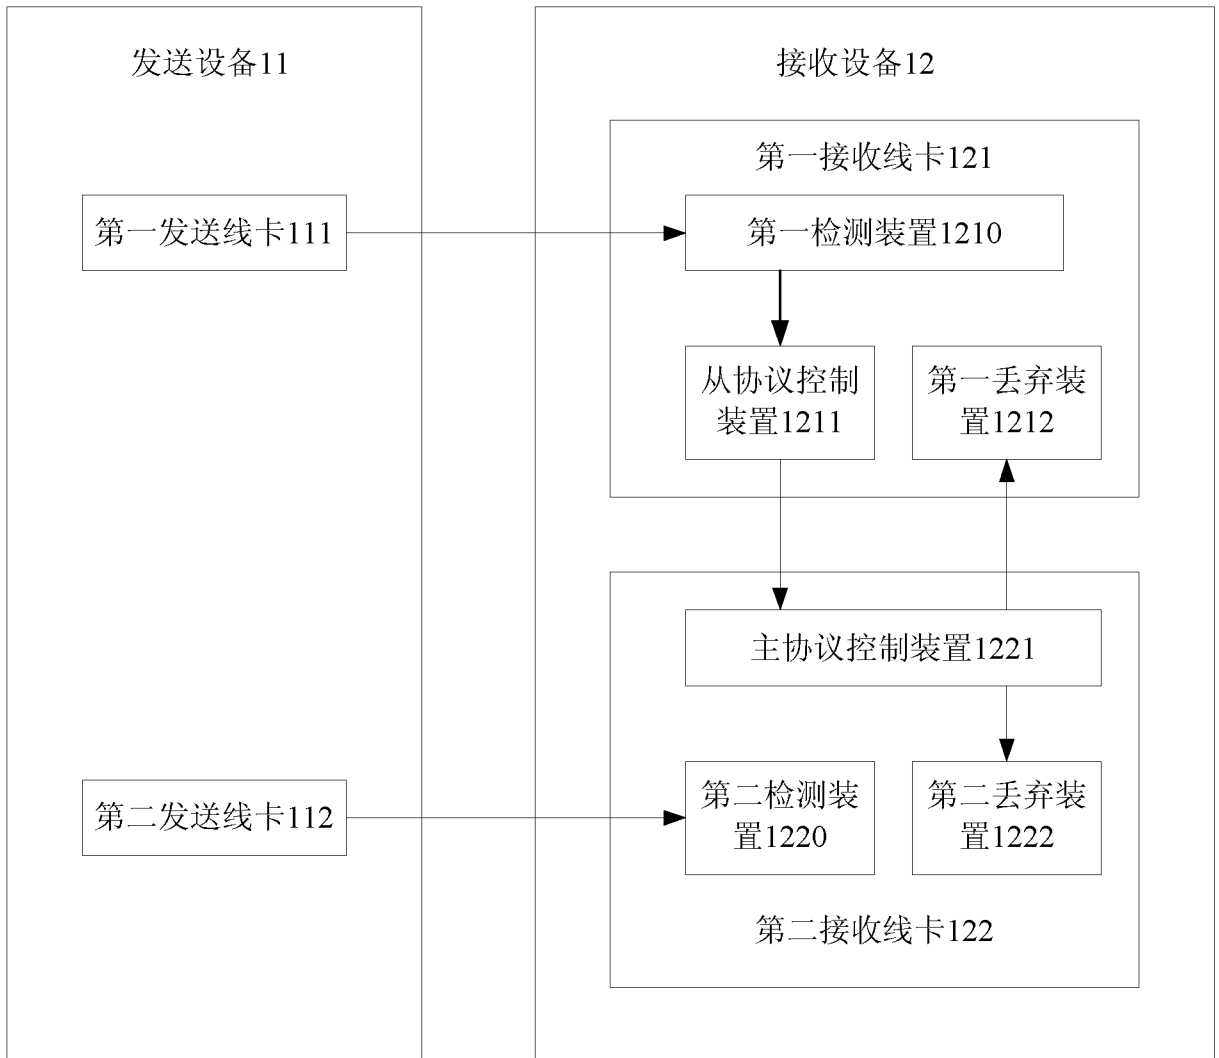 发送设备11
接收设备12
第一接收线卡121
第一发送线卡111
第一检测装置1210
从协议控制
装置1211
第一丢弃装
置1212
主协议控制装置1221
第二发送线卡112
第二检测装
置1220
第二丢弃装
置1222
第二接收线卡122